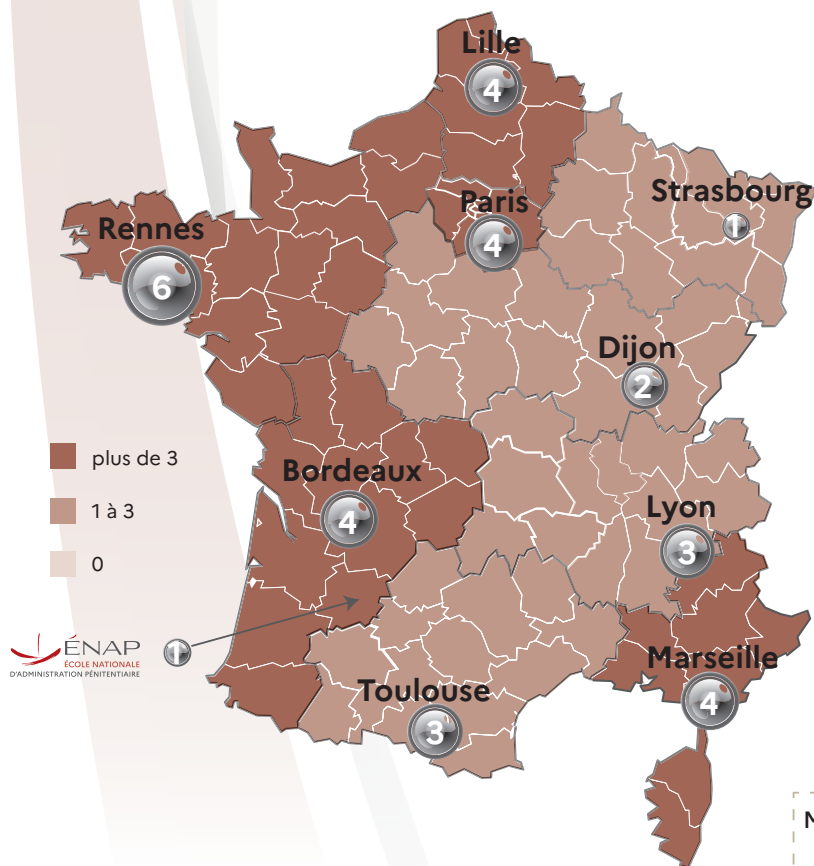 Lille
4
Strasbourg
1
Paris
4
Rennes
6
Dijon
2
plus de 3
1 à 3
0
Bordeaux
4
Lyon
3
ÉNAP
ÉCOLE NATIONALE
D'ADMINISTRATION PÉNITENTIAIRE
1
Marseille
4
Toulouse
3
M